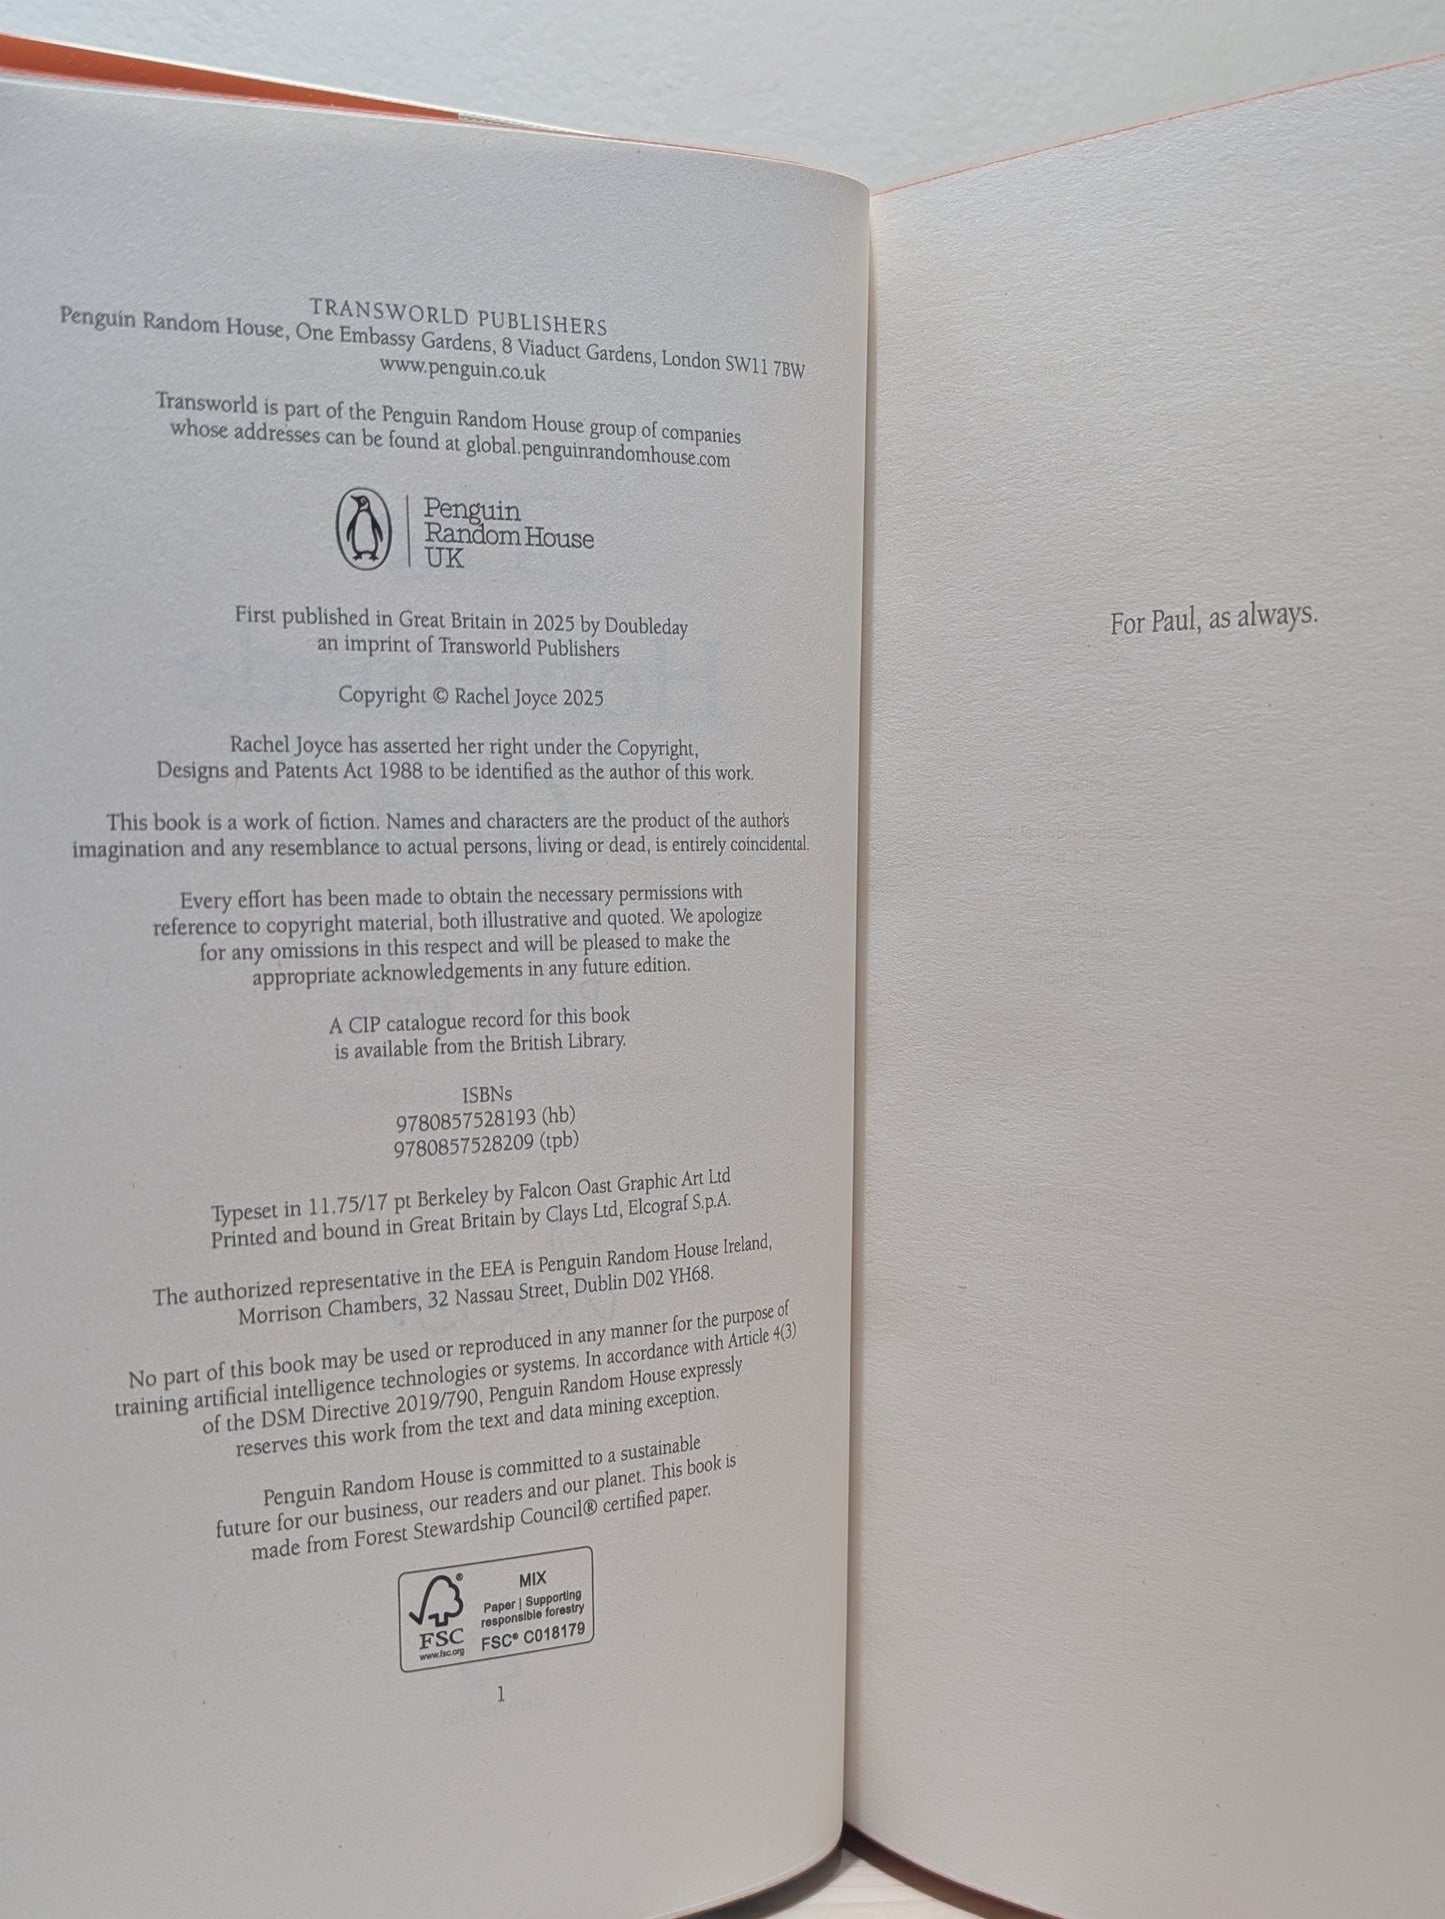 TRANSWORLD PUBLISHERS
Penguin Random House, One Embassy Gardens, 8 Viaduct Gardens, London SW11 7BW
www.penguin.co.uk
Transworld is part of the Penguin Random House group of companies
whose addresses can be found at global.penguinrandomhouse.com
Penguin
Random House
UK
First published in Great Britain in 2025 by Doubleday
an imprint of Transworld Publishers
Copyright © Rachel Joyce 2025
Rachel Joyce has asserted her right under the Copyright,
Designs and Patents Act 1988 to be identified as the author of this work.
This book is a work of fiction. Names and characters are the product of the author's
imagination and any resemblance to actual persons, living or dead, is entirely coincidental.
Every effort has been made to obtain the necessary permissions with
reference to copyright material, both illustrative and quoted. We apologize
for any omissions in this respect and will be pleased to make the
appropriate acknowledgements in any future edition.
A CIP catalogue record for this book
is available from the British Library.
ISBNs
9780857528193 (hb)
9780857528209 (tpb)
Typeset in 11.75/17 pt Berkeley by Falcon Oast Graphic Art Ltd
Printed and bound in Great Britain by Clays Ltd, Elcograf S.p.A.
The authorized representative in the EEA is Penguin Random House Ireland,
Morrison Chambers, 32 Nassau Street, Dublin D02 YH68.
No part of this book may be used or reproduced in any manner for the purpose of
training artificial intelligence technologies or systems. In accordance with Article 4(3)
of the DSM Directive 2019/790, Penguin Random House expressly
reserves this work from the text and data mining exception.
Penguin Random House is committed to a sustainable
future for our business, our readers and our planet. This book is
made from Forest Stewardship Council® certified paper.
MIX
Paper | Supporting
responsible forestry
FSC® C018179
FSC
www.fsc.org
1
For Paul, as always.